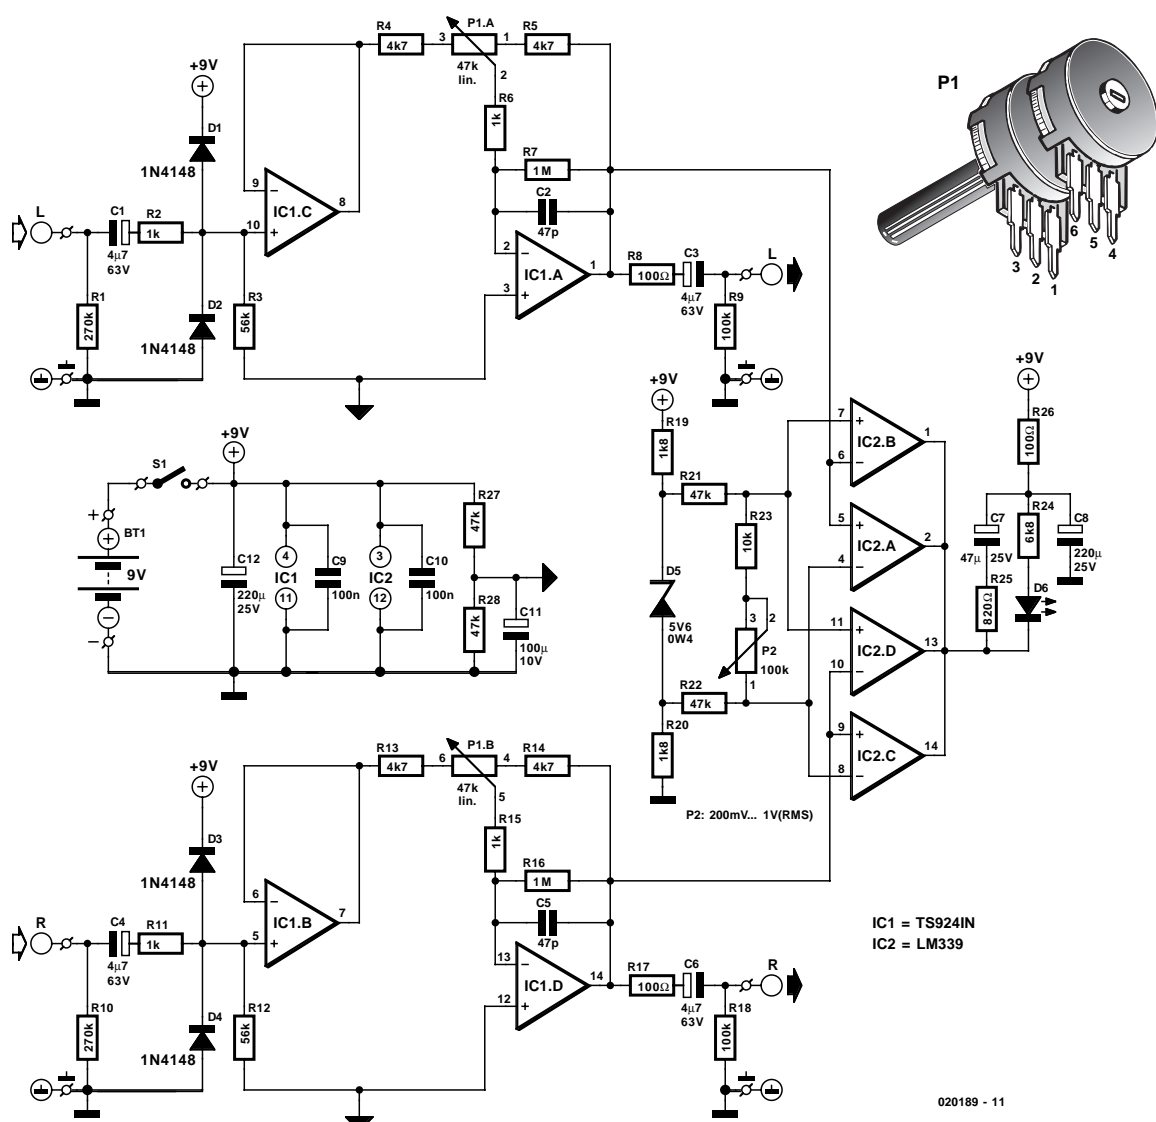 R4
4k7
3
P1.A
1
47k
lin.
2
R5
4k7
P1
+9V
D1
1N4148
R6
1k
R7
1M
C2
47p
9
−
IC1.C
8
10
+
L
C1
4µ7
63V
R2
1k
R1
270k
D2
1N4148
R3
56k
2
−
IC1.A
1
3
+
R8
100Ω
C3
4µ7
63V
L
R9
100k
6
5
4
3
2
1
+9V
S1
+
BT1
9V
−
C12
220µ
25V
4
IC1
11
C9
100n
3
IC2
12
C10
100n
R27
47k
R28
47k
C11
100µ
10V
+9V
R19
1k8
R21
47k
R23
10k
D5
5V6
0W4
3
2
P2
100k
1
R22
47k
R20
1k8
P2: 200mV... 1V(RMS)
7
+
IC2.B
1
6
−
5
+
IC2.A
2
4
−
11
+
IC2.D
13
10
−
9
+
IC2.C
14
8
−
+9V
R26
100Ω
C7
47µ
25V
R24
6k8
C8
220µ
25V
R25
820Ω
D6
R13
4k7
6
P1.B
4
47k
lin.
5
R14
4k7
+9V
D3
1N4148
R15
1k
R16
1M
C5
47p
6
−
IC1.B
7
5
+
R
C4
4µ7
63V
R11
1k
R10
270k
D4
1N4148
R12
56k
13
−
IC1.D
14
12
+
R17
100Ω
C6
4µ7
63V
R
R18
100k
IC1 = TS924IN
IC2 = LM339
020189 - 11